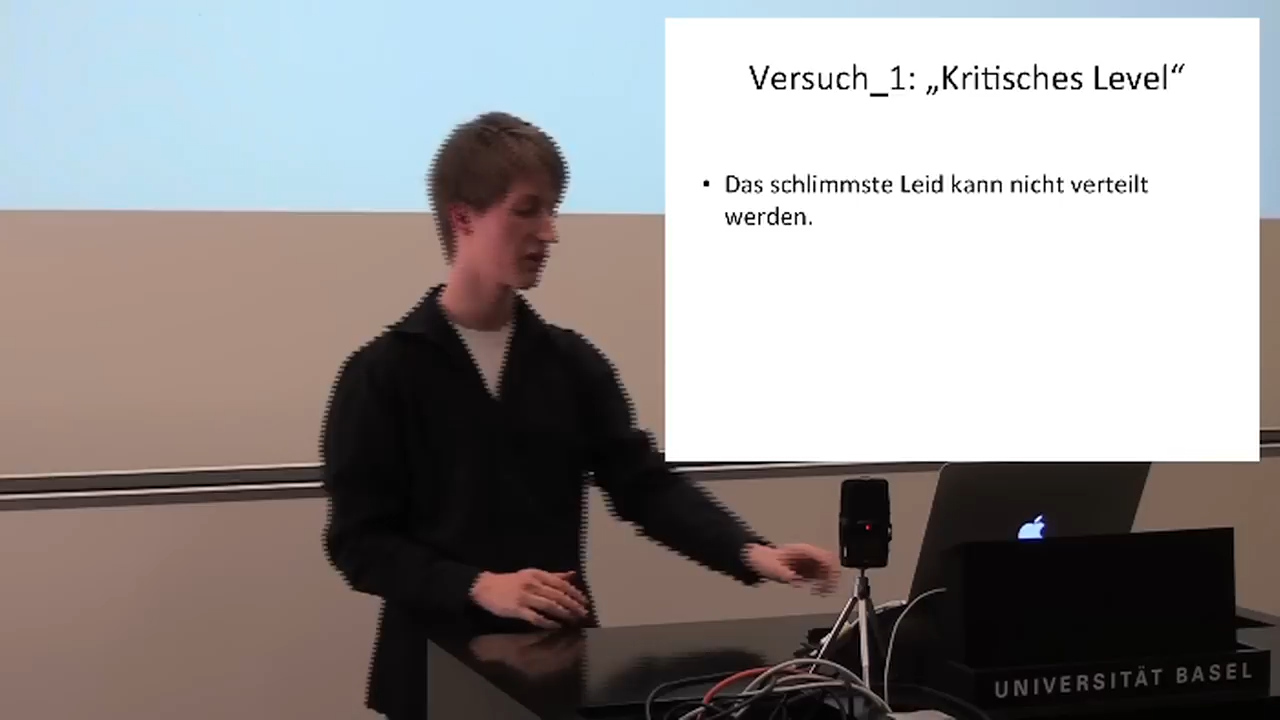 Versuch_1: „Kritisches Level“
• Das schlimmste Leid kann nicht verteilt
werden.
UNIVERSITÄT BASEL